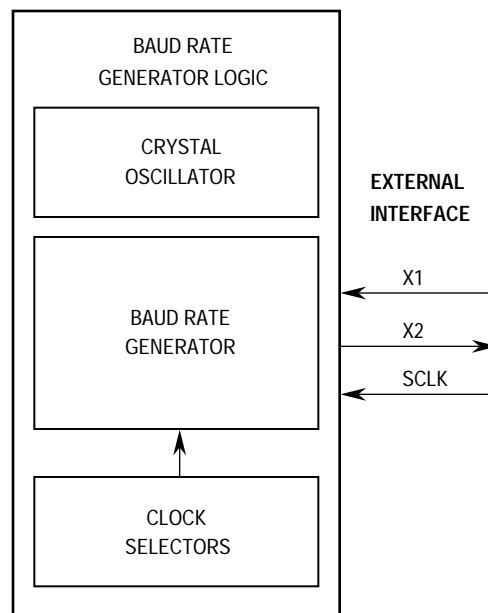 BAUD RATE
GENERATOR LOGIC
CRYSTAL
OSCILLATOR
EXTERNAL
INTERFACE
X1
BAUD RATE
GENERATOR
X2
SCLK
CLOCK
SELECTORS